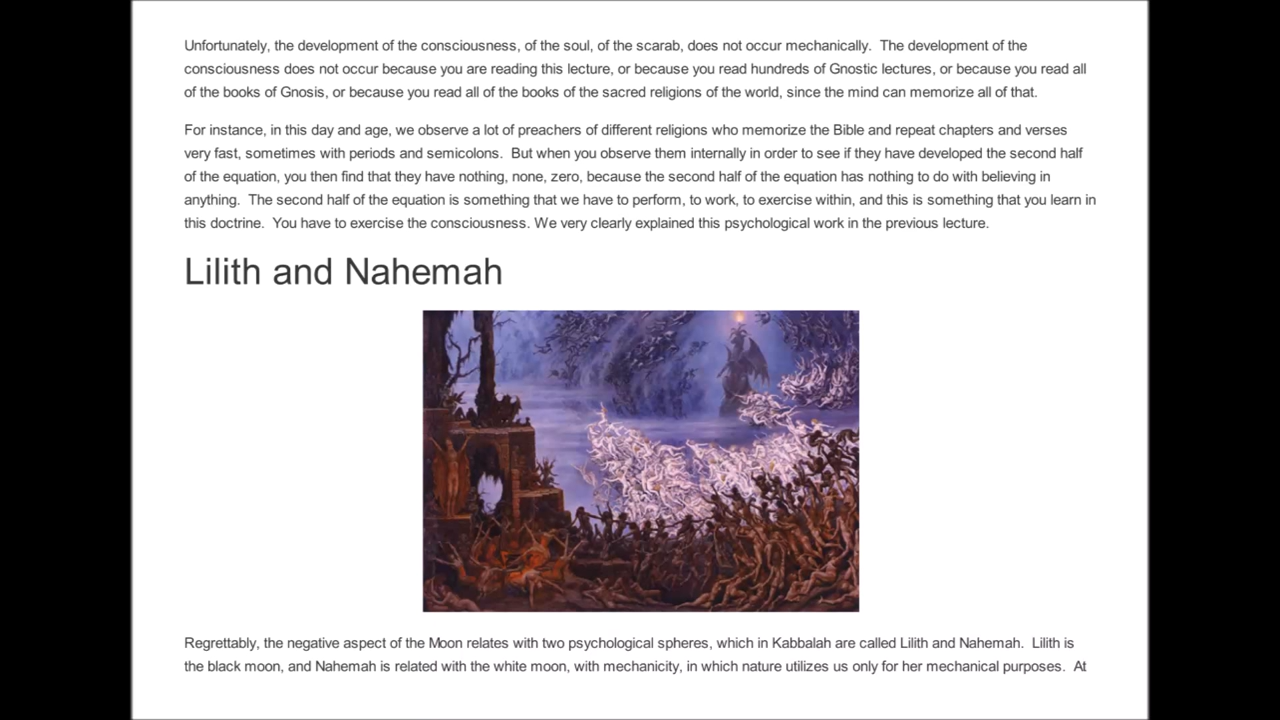 Unfortunately, the development of the consciousness, of the soul, of the scarab, does not occur mechanically.  The development of the
consciousness does not occur because you are reading this lecture, or because you read hundreds of Gnostic lectures, or because you read all
of the books of Gnosis, or because you read all of the books of the sacred religions of the world, since the mind can memorize all of that.
For instance, in this day and age, we observe a lot of preachers of different religions who memorize the Bible and repeat chapters and verses
very fast, sometimes with periods and semicolons.  But when you observe them internally in order to see if they have developed the second half
of the equation, you then find that they have nothing, none, zero, because the second half of the equation has nothing to do with believing in
anything.  The second half of the equation is something that we have to perform, to work, to exercise within, and this is something that you learn in
this doctrine.  You have to exercise the consciousness. We very clearly explained this psychological work in the previous lecture.
Lilith and Nahemah
Regrettably, the negative aspect of the Moon relates with two psychological spheres, which in Kabbalah are called Lilith and Nahemah.  Lilith is
the black moon, and Nahemah is related with the white moon, with mechanicity, in which nature utilizes us only for her mechanical purposes.  At